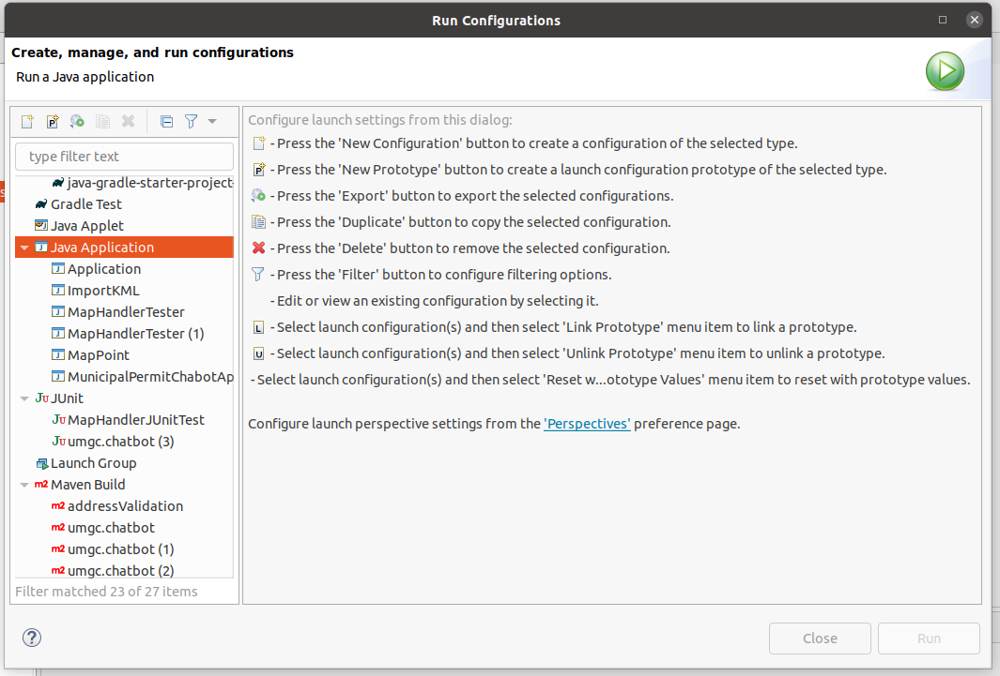 Run Configurations
Create, manage, and run configurations
Run a Java application
type filter text
java-gradle-starter-project
Gradle Test
Java Applet
Java Application
Application
ImportKML
MapHandlerTester
MapHandlerTester (1)
MapPoint
MunicipalPermitChabotAp
JUnit
MapHandlerJUnitTest
umgc.chatbot (3)
Launch Group
Maven Build
addressValidation
umgc.chatbot
umgc.chatbot (1)
umgc.chatbot (2)
Filter matched 23 of 27 items
Configure launch settings from this dialog:
- Press the 'New Configuration' button to create a configuration of the selected type.
- Press the 'New Prototype' button to create a launch configuration prototype of the selected type.
- Press the 'Export' button to export the selected configurations.
- Press the 'Duplicate' button to copy the selected configuration.
- Press the 'Delete' button to remove the selected configuration.
- Press the 'Filter' button to configure filtering options.
- Edit or view an existing configuration by selecting it.
- Select launch configuration(s) and then select 'Link Prototype' menu item to link a prototype.
- Select launch configuration(s) and then select 'Unlink Prototype' menu item to unlink a prototype.
- Select launch configuration(s) and then select 'Reset w...ototype Values' menu item to reset with prototype values.
Configure launch perspective settings from the 'Perspectives' preference page.
Close
Run